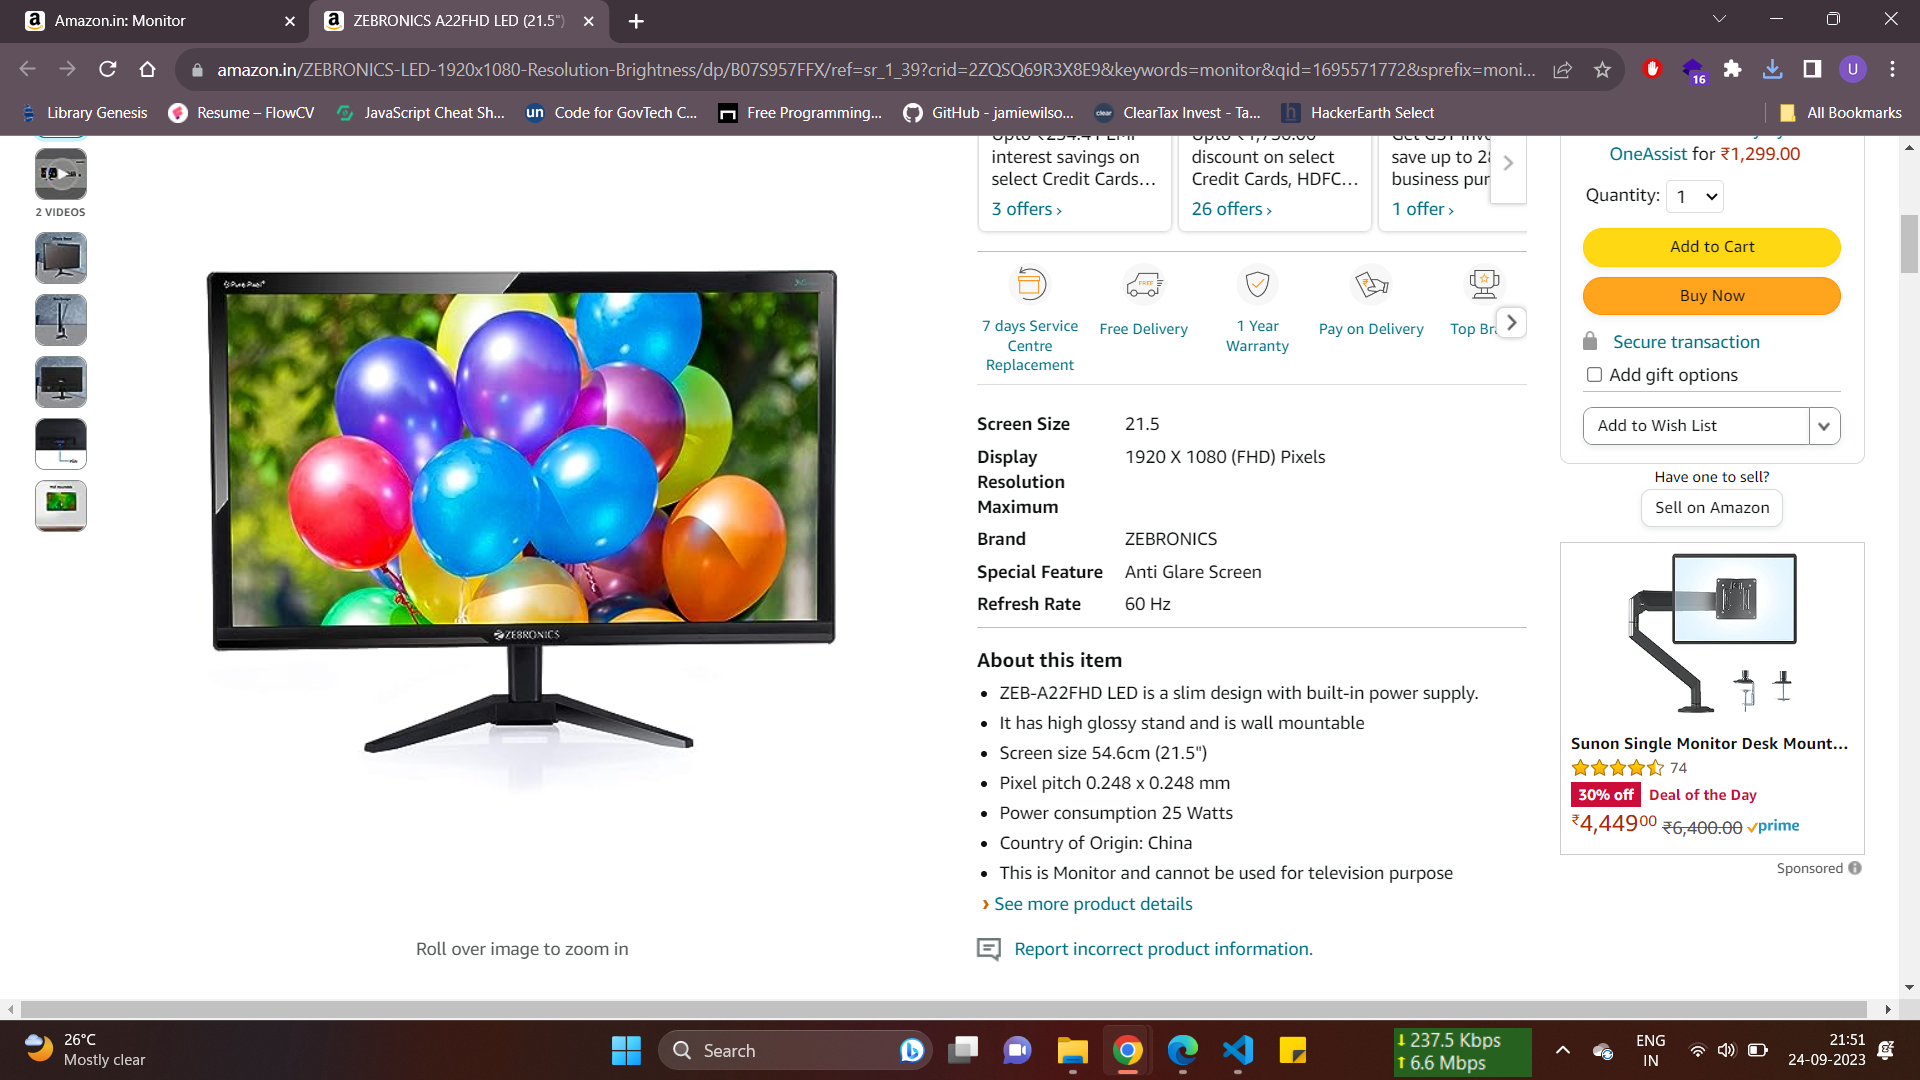 Amazon.in: Monitor
ZEBRONICS A22FHD LED (21.5")
amazon.in/ZEBRONICS-LED-1920x1080-Resolution-Brightness/dp/B07S957FFX/ref=sr_1_39?crid=2ZQSQ69R3X8E9&keywords=monitor&qid=1695571772&sprefix=moni...
16
U
Library Genesis
Resume – FlowCV
JavaScript Cheat Sh...
un Code for GovTech C...
Free Programming...
GitHub - jamiewilso...
clear ClearTax Invest - Ta...
h HackerEarth Select
All Bookmarks
2 VIDEOS
Pure Pixel
ZEBRONICS
Roll over image to zoom in
interest savings on
select Credit Cards...
3 offers ›
discount on select
Credit Cards, HDFC...
26 offers ›
save up to 28
business pur
1 offer ›
7 days Service
Centre
Replacement
FREE
Free Delivery
1 Year
Warranty
Pay on Delivery
Top Br
Screen Size 21.5
Display Resolution Maximum 1920 X 1080 (FHD) Pixels
Brand ZEBRONICS
Special Feature Anti Glare Screen
Refresh Rate 60 Hz
About this item
• ZEB-A22FHD LED is a slim design with built-in power supply.
• It has high glossy stand and is wall mountable
• Screen size 54.6cm (21.5")
• Pixel pitch 0.248 x 0.248 mm
• Power consumption 25 Watts
• Country of Origin: China
• This is Monitor and cannot be used for television purpose
› See more product details
Report incorrect product information.
OneAssist for ₹1,299.00
Quantity: 1
Add to Cart
Buy Now
Secure transaction
Add gift options
Add to Wish List
Have one to sell?
Sell on Amazon
Sunon Single Monitor Desk Mount...
74
30% off Deal of the Day
₹4,449⁰⁰ ₹6,400.00 prime
Sponsored
26°C
Mostly clear
Search
237.5 Kbps
6.6 Mbps
ENG
IN
21:51
24-09-2023